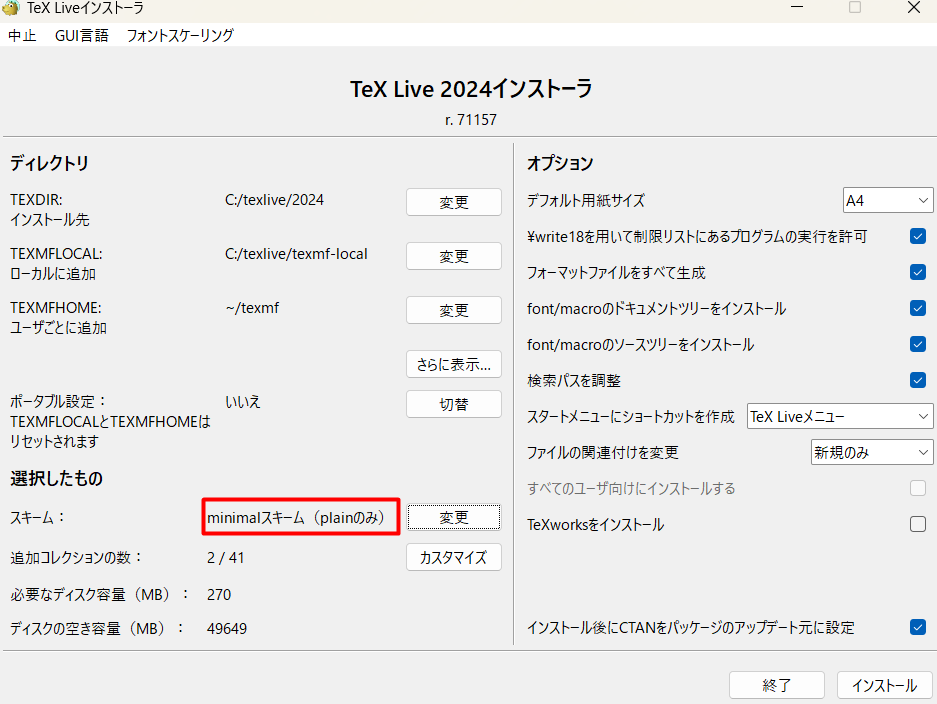 TeX Liveインストーラ
中止 GUI言語 フォントスケーリング
TeX Live 2024インストーラ
r. 71157
ディレクトリ
TEXDIR: C:/texlive/2024 変更
インストール先
TEXMFLOCAL: C:/texlive/texmf-local 変更
ローカルに追加
TEXMFHOME: ~/texmf 変更
ユーザごとに追加
さらに表示...
ポータブル設定： いいえ 切替
TEXMFLOCALとTEXMFHOMEは
リセットされます
選択したもの
スキーム： minimalスキーム（plainのみ） 変更
追加コレクションの数： 2 / 41 カスタマイズ
必要なディスク容量（MB）： 270
ディスクの空き容量（MB）： 49649
オプション
デフォルト用紙サイズ A4
¥write18を用いて制限リストにあるプログラムの実行を許可
フォーマットファイルをすべて生成
font/macroのドキュメントツリーをインストール
font/macroのソースツリーをインストール
検索パスを調整
スタートメニューにショートカットを作成 TeX Liveメニュー
ファイルの関連付けを変更 新規のみ
すべてのユーザ向けにインストールする
TeXworksをインストール
インストール後にCTANをパッケージのアップデート元に設定
終了 インストール